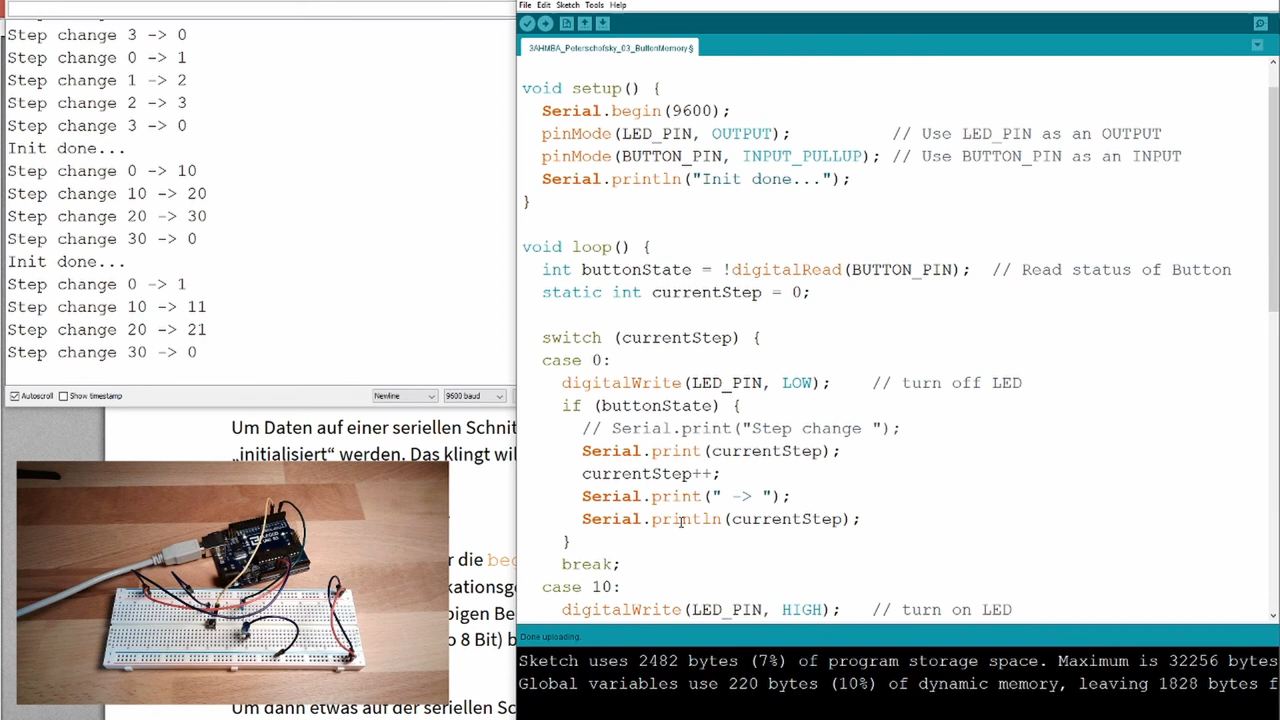 Step change 3 -> 0
Step change 0 -> 1
Step change 1 -> 2
Step change 2 -> 3
Step change 3 -> 0
Init done...
Step change 0 -> 10
Step change 10 -> 20
Step change 20 -> 30
Step change 30 -> 0
Init done...
Step change 0 -> 1
Step change 10 -> 11
Step change 20 -> 21
Step change 30 -> 0
Autoscroll Show timestamp Newline 9600 baud
Um Daten auf einer seriellen Schnit
„initialisiert“ werden. Das klingt wil
r die
kationsge
bigen Be
o 8 Bit) b
Um dann etwas auf der seriellen Sc
File Edit Sketch Tools Help
3AHMBA_Peterschofsky_03_ButtonMemory§
void setup() {
Serial.begin(9600);
pinMode(LED_PIN, OUTPUT); // Use LED_PIN as an OUTPUT
pinMode(BUTTON_PIN, INPUT_PULLUP); // Use BUTTON_PIN as an INPUT
Serial.println("Init done...");
}
void loop() {
int buttonState = !digitalRead(BUTTON_PIN); // Read status of Button
static int currentStep = 0;
switch (currentStep) {
case 0:
digitalWrite(LED_PIN, LOW); // turn off LED
if (buttonState) {
// Serial.print("Step change ");
Serial.print(currentStep);
currentStep++;
Serial.print(" -> ");
Serial.println(currentStep);
}
break;
case 10:
digitalWrite(LED_PIN, HIGH); // turn on LED
Done uploading.
Sketch uses 2482 bytes (7%) of program storage space. Maximum is 32256 bytes
Global variables use 220 bytes (10%) of dynamic memory, leaving 1828 bytes f